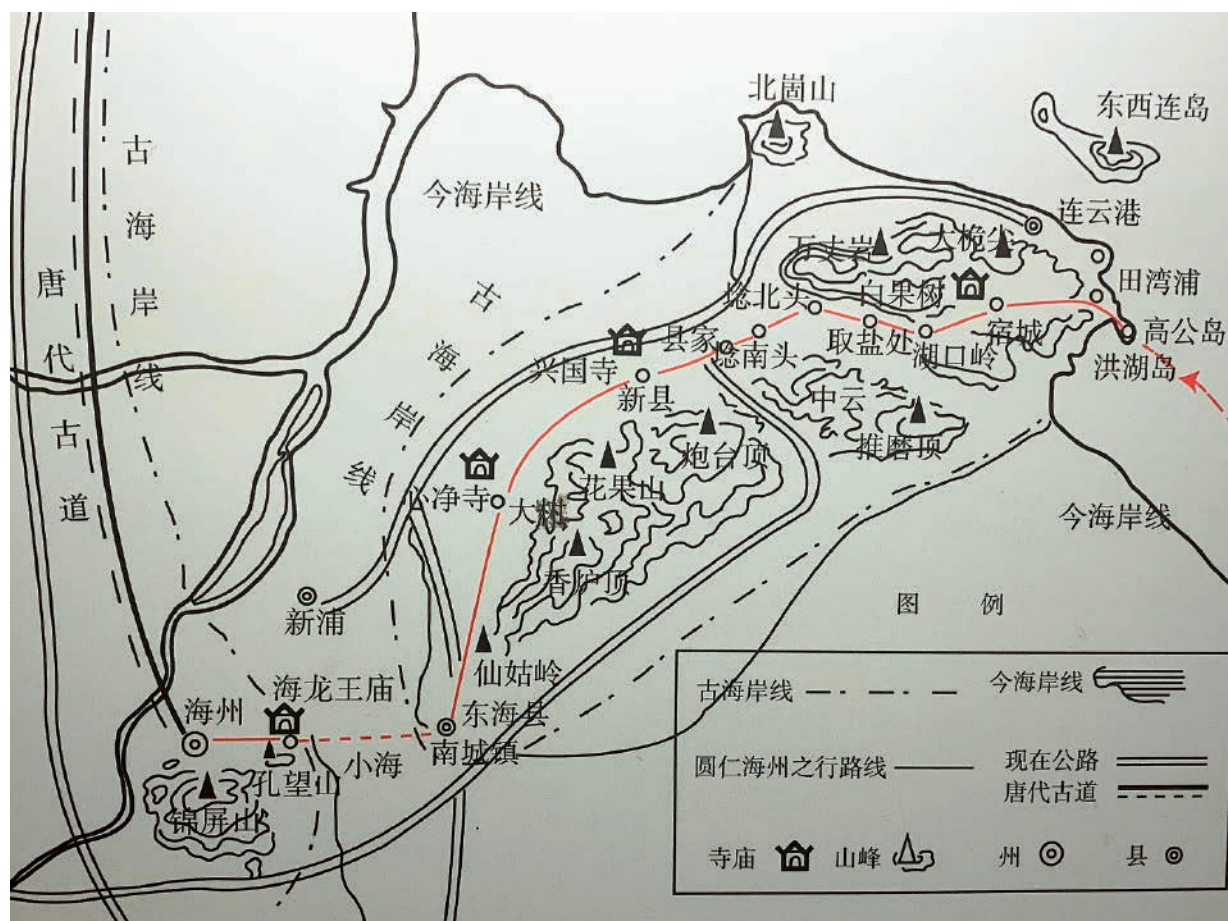 北崮山
东西连岛
古海岸线
今海岸线
连云港
唐代古道
万丈岩
大桅尖
田湾浦
古海岸线
埝北头
白果树
宿城
高公岛
兴国寺
县家
埝南头
取盐处
湖口岭
洪湖岛
新县
中云
炮台顶
推磨顶
心净寺
大村
花果山
今海岸线
香炉顶
新浦
仙姑岭
海州
海龙王庙
东海县
孔望山
小海
南城镇
锦屏山
图 例
古海岸线
今海岸线
圆仁海州之行路线
现在公路
唐代古道
寺庙
山峰
州
县